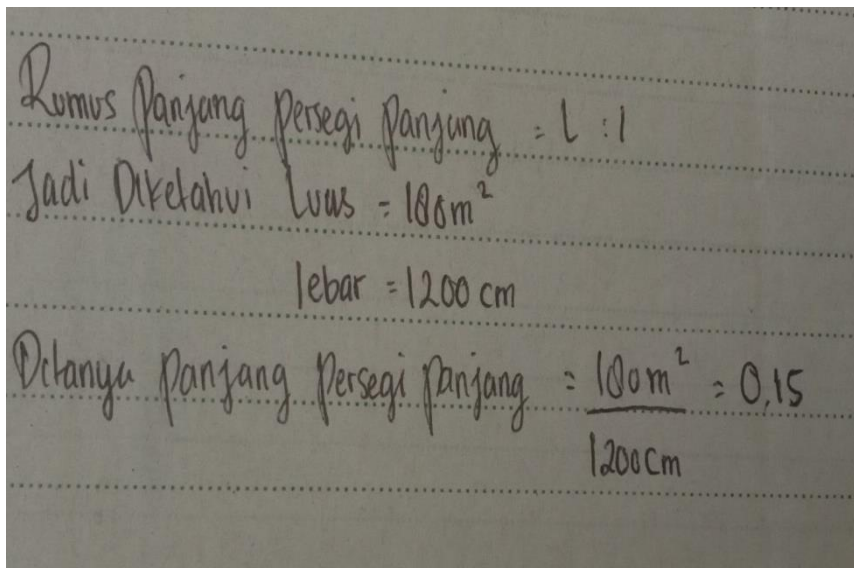 Rumus Panjang Persegi Panjang = L : l
Jadi Diketahui Luas = 180m²
lebar = 1200 cm
Ditanya Panjang Persegi Panjang = 180m² = 0,15
1200cm